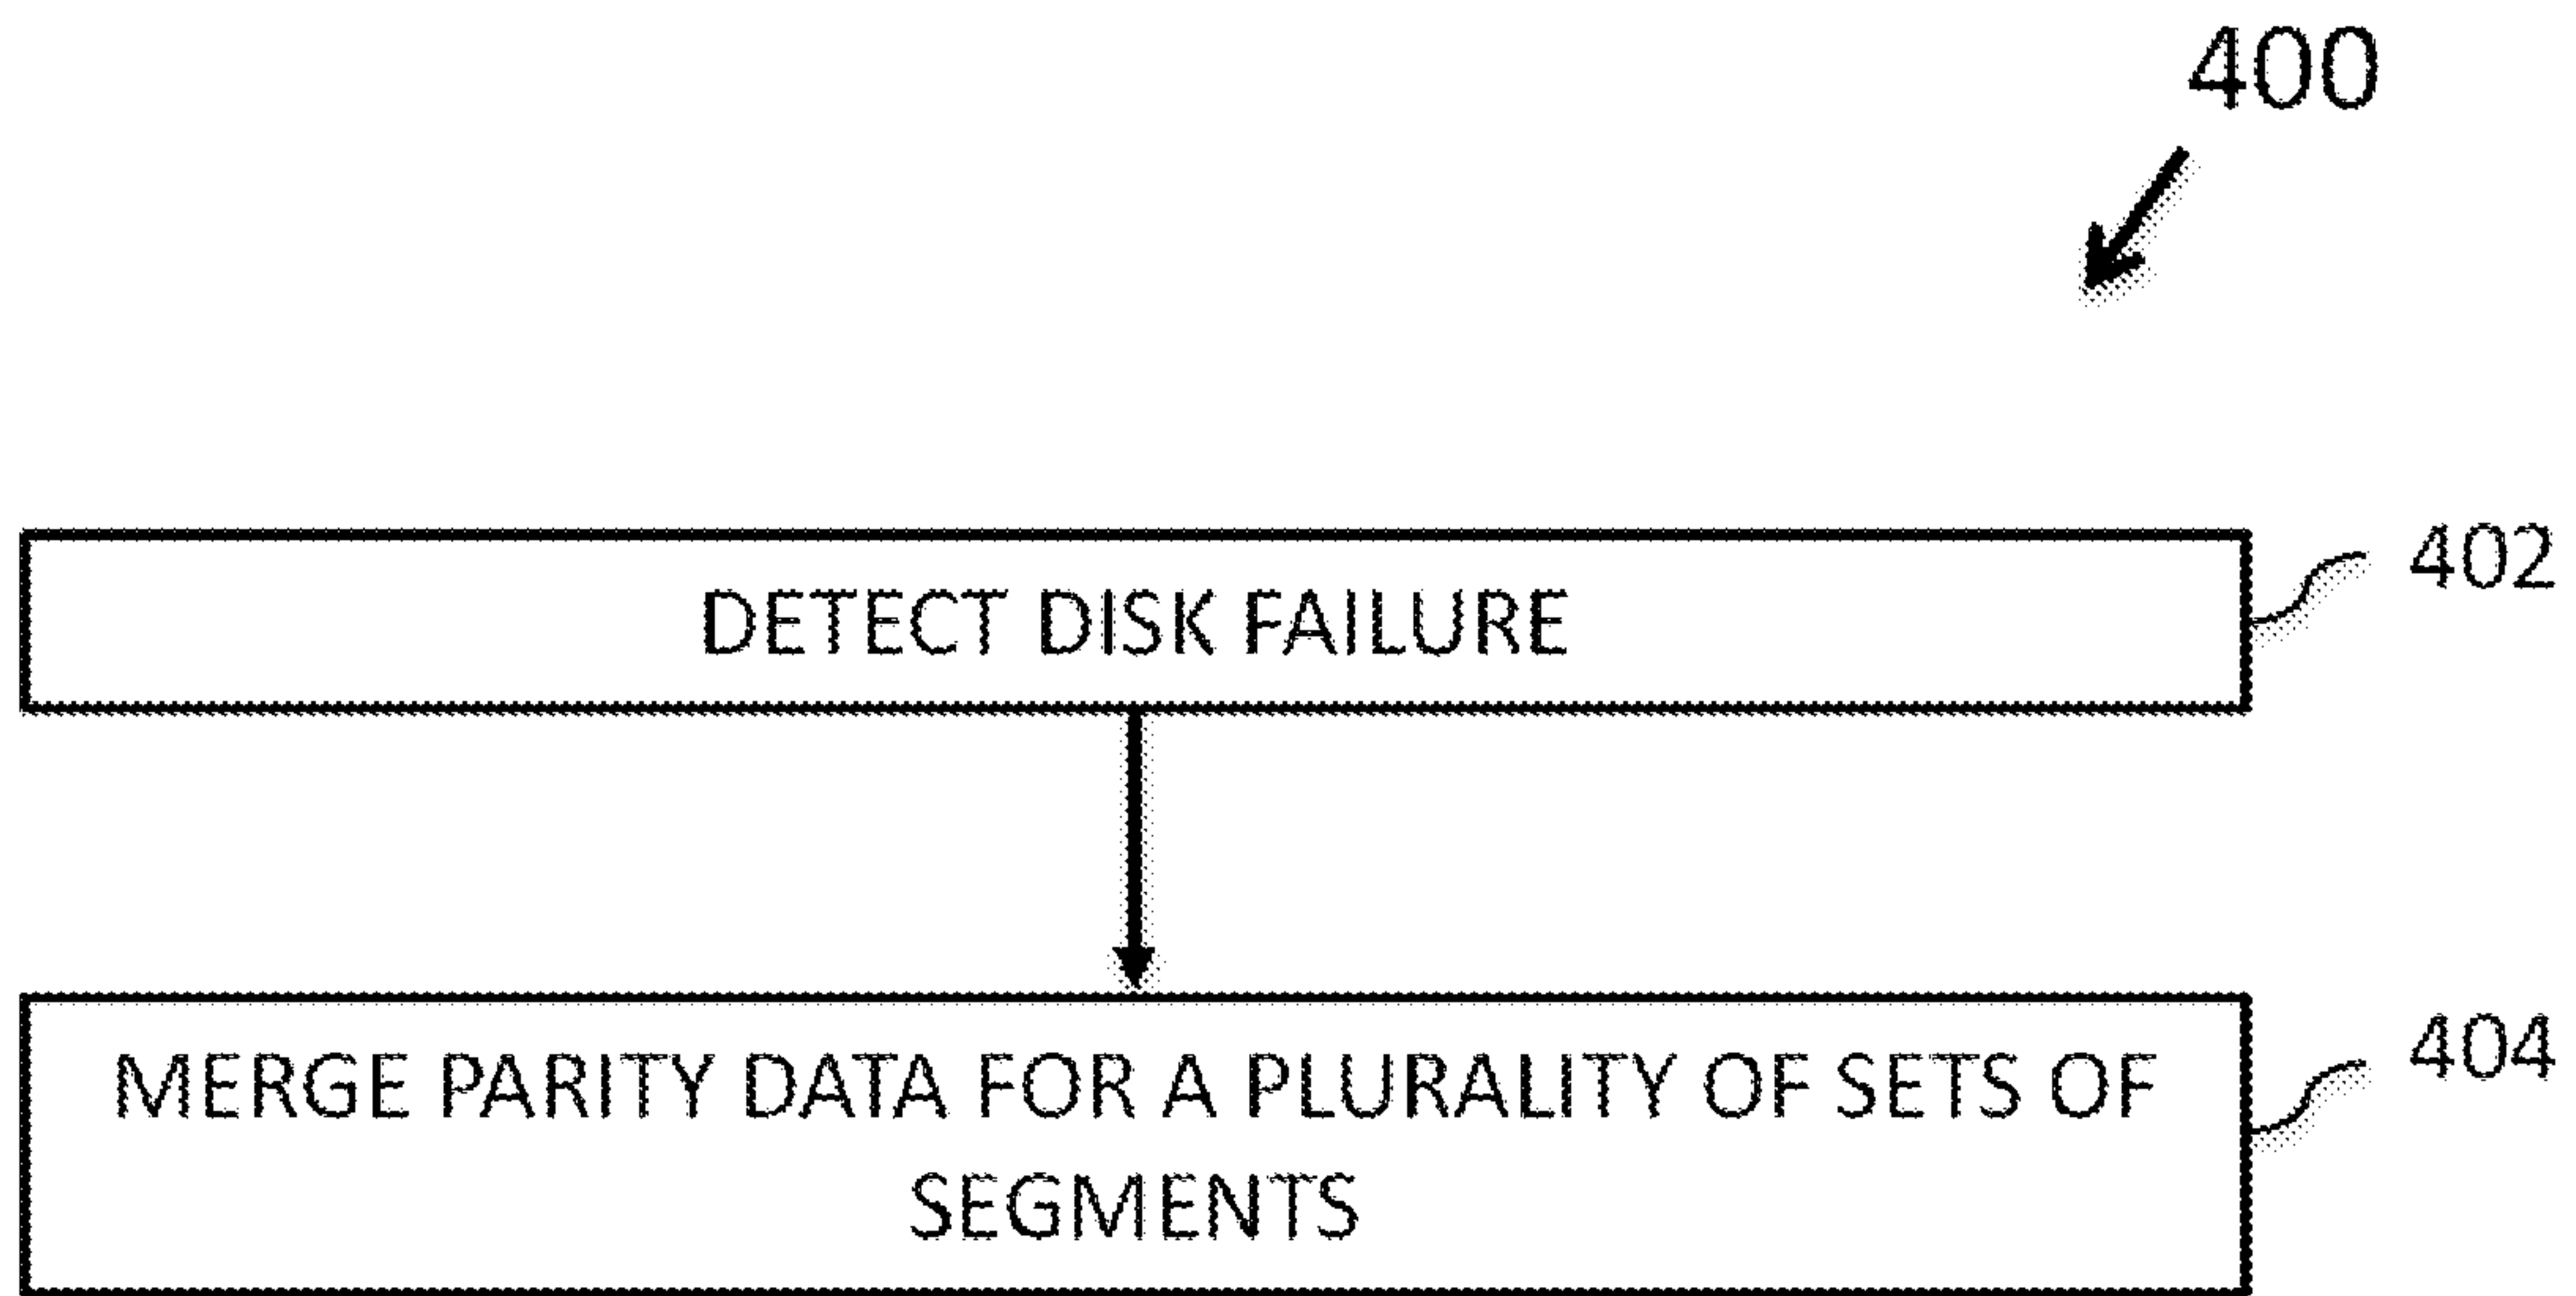 400
DETECT DISK FAILURE
402
MERGE PARITY DATA FOR A PLURALITY OF SETS OF
SEGMENTS
404